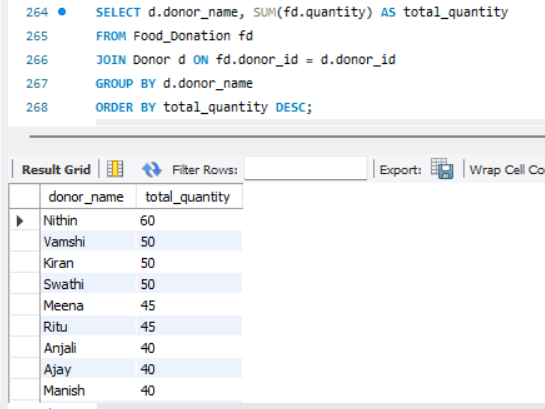 264 SELECT d.donor_name, SUM(fd.quantity) AS total_quantity
265 FROM Food_Donation fd
266 JOIN Donor d ON fd.donor_id = d.donor_id
267 GROUP BY d.donor_name
268 ORDER BY total_quantity DESC;
Result Grid Filter Rows: Export: Wrap Cell Co
donor_name total_quantity
Nithin 60
Vamshi 50
Kiran 50
Swathi 50
Meena 45
Ritu 45
Anjali 40
Ajay 40
Manish 40